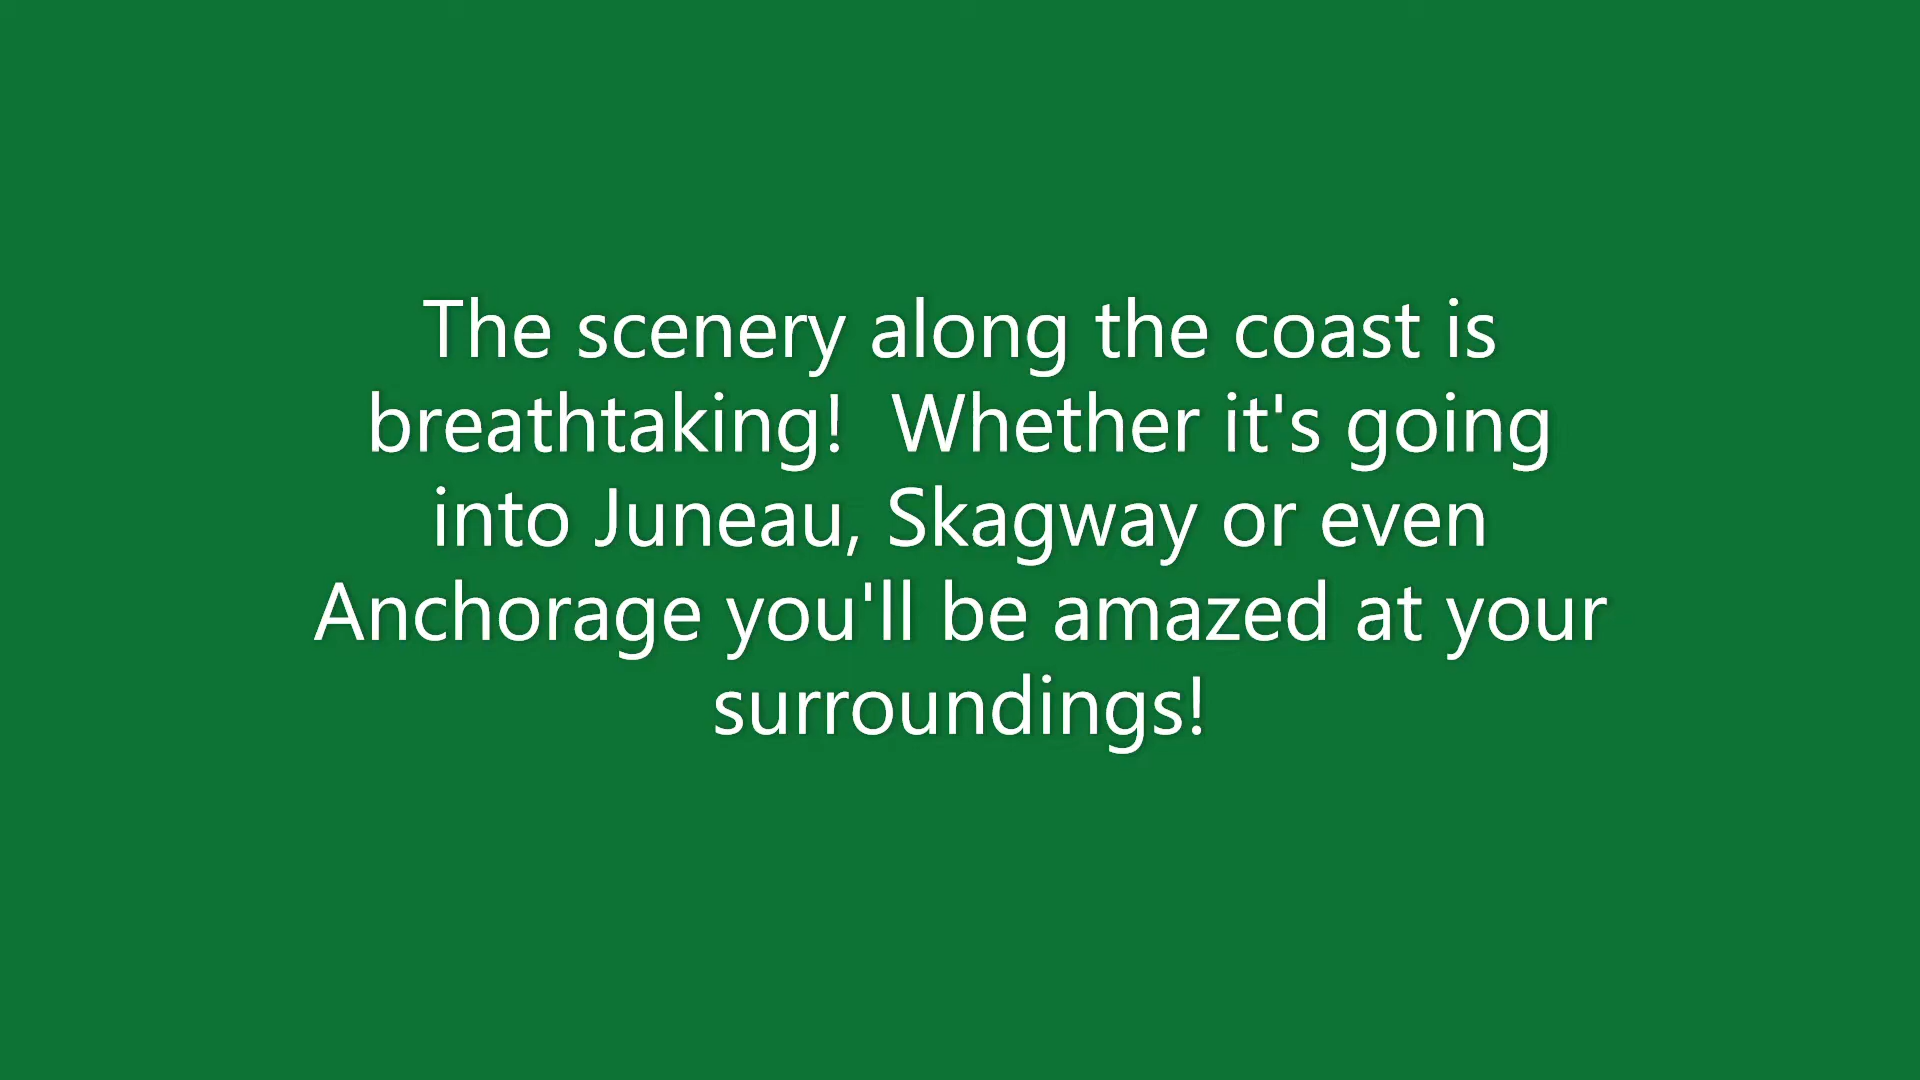 The scenery along the coast is
breathtaking!  Whether it's going
into Juneau, Skagway or even
Anchorage you'll be amazed at your
surroundings!